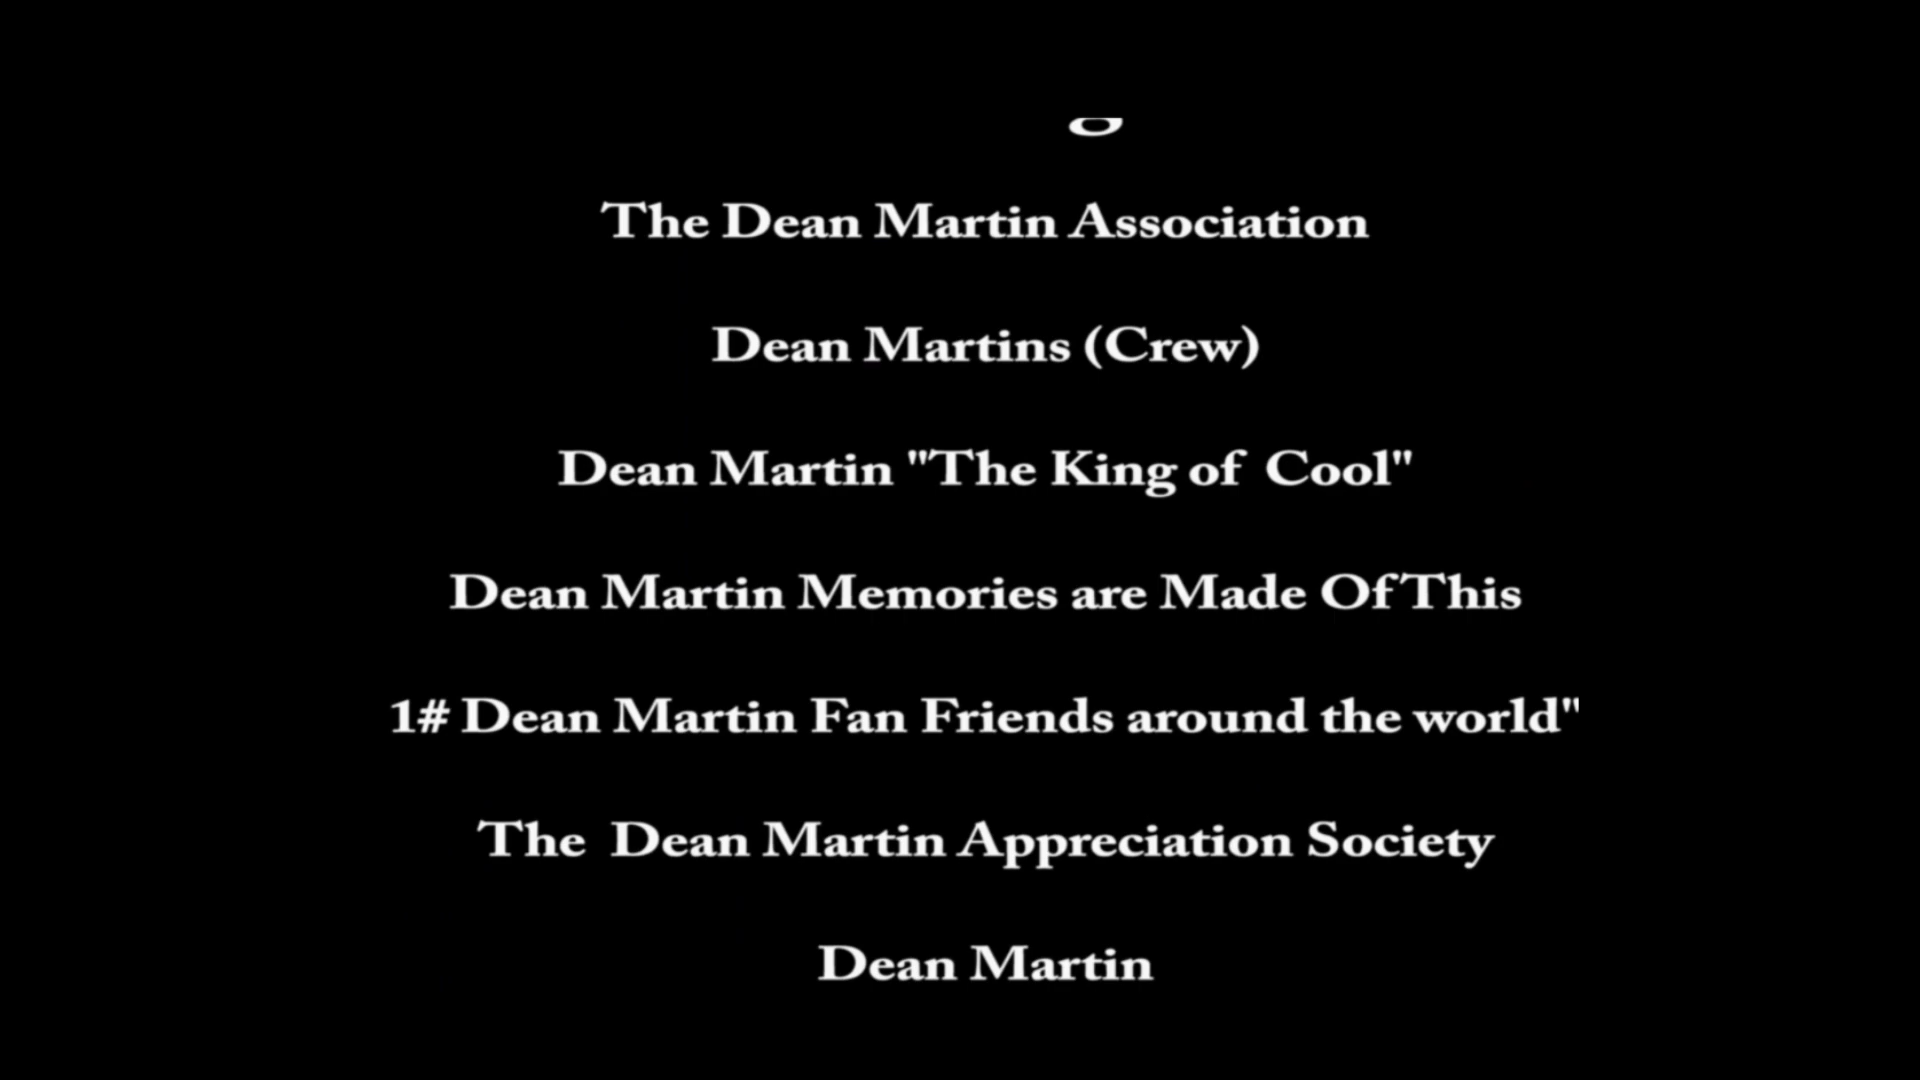 The Dean Martin Association
Dean Martins (Crew)
Dean Martin "The King of  Cool"
Dean Martin Memories are Made Of This
1# Dean Martin Fan Friends around the world"
The  Dean Martin Appreciation Society
Dean Martin